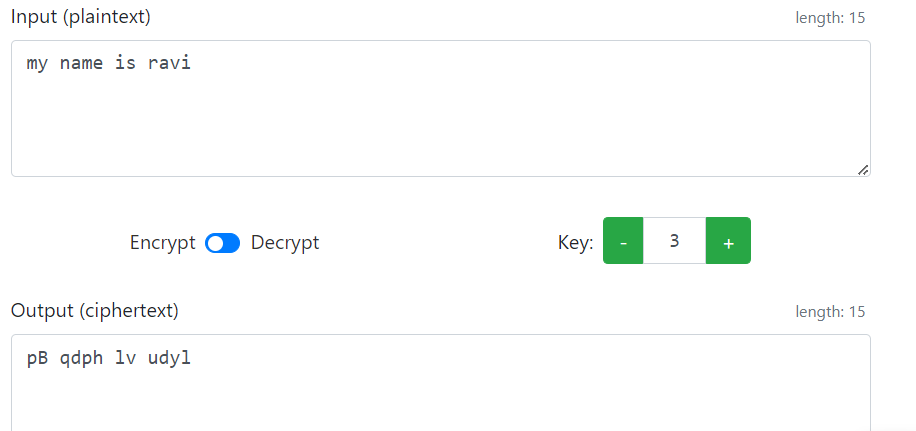 Input (plaintext) length: 15
my name is ravi
Encrypt Decrypt Key: - 3 +
Output (ciphertext) length: 15
pB qdph lv udyl